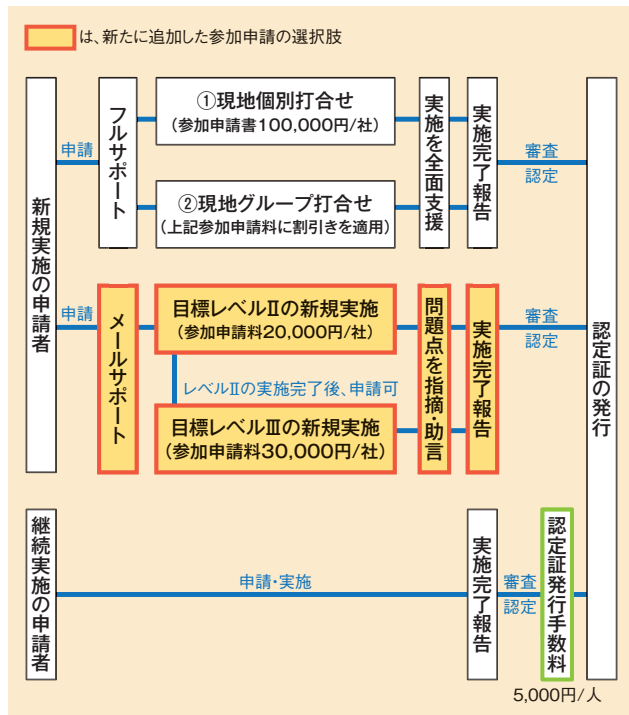 は、新たに追加した参加申請の選択肢
新規実施の申請者
申請
フルサポート
①現地個別打合せ
(参加申請書100,000円/社)
②現地グループ打合せ
(上記参加申請料に割引きを適用)
実施を全面支援
実施完了報告
審査
認定
申請
メールサポート
目標レベルⅡの新規実施
(参加申請料20,000円/社)
レベルⅡの実施完了後、申請可
目標レベルⅢの新規実施
(参加申請料30,000円/社)
問題点を指摘・助言
実施完了報告
審査
認定
認定証の発行
継続実施の申請者
申請・実施
実施完了報告
審査
認定
認定証発行手数料
5,000円/人